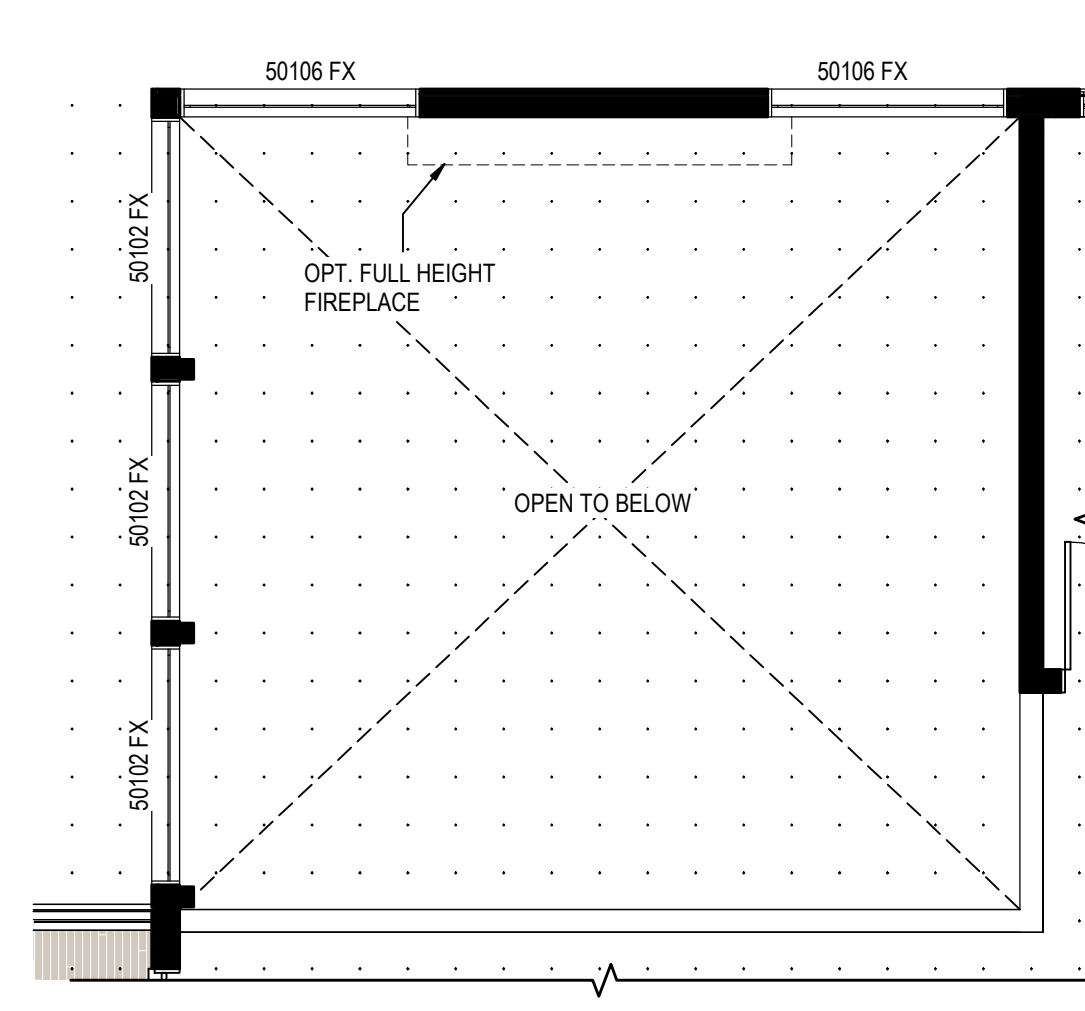 50106 FX
50106 FX
50102 FX
OPT. FULL HEIGHT
FIREPLACE
50102 FX
OPEN TO BELOW
50102 FX